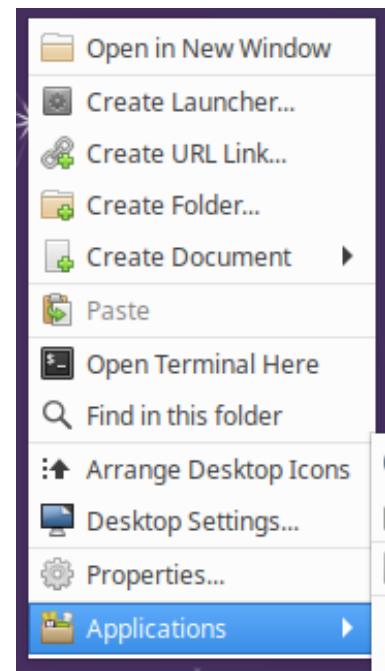 Open in New Window
Create Launcher...
Create URL Link...
Create Folder...
Create Document
Paste
Open Terminal Here
Find in this folder
Arrange Desktop Icons
Desktop Settings...
Properties...
Applications